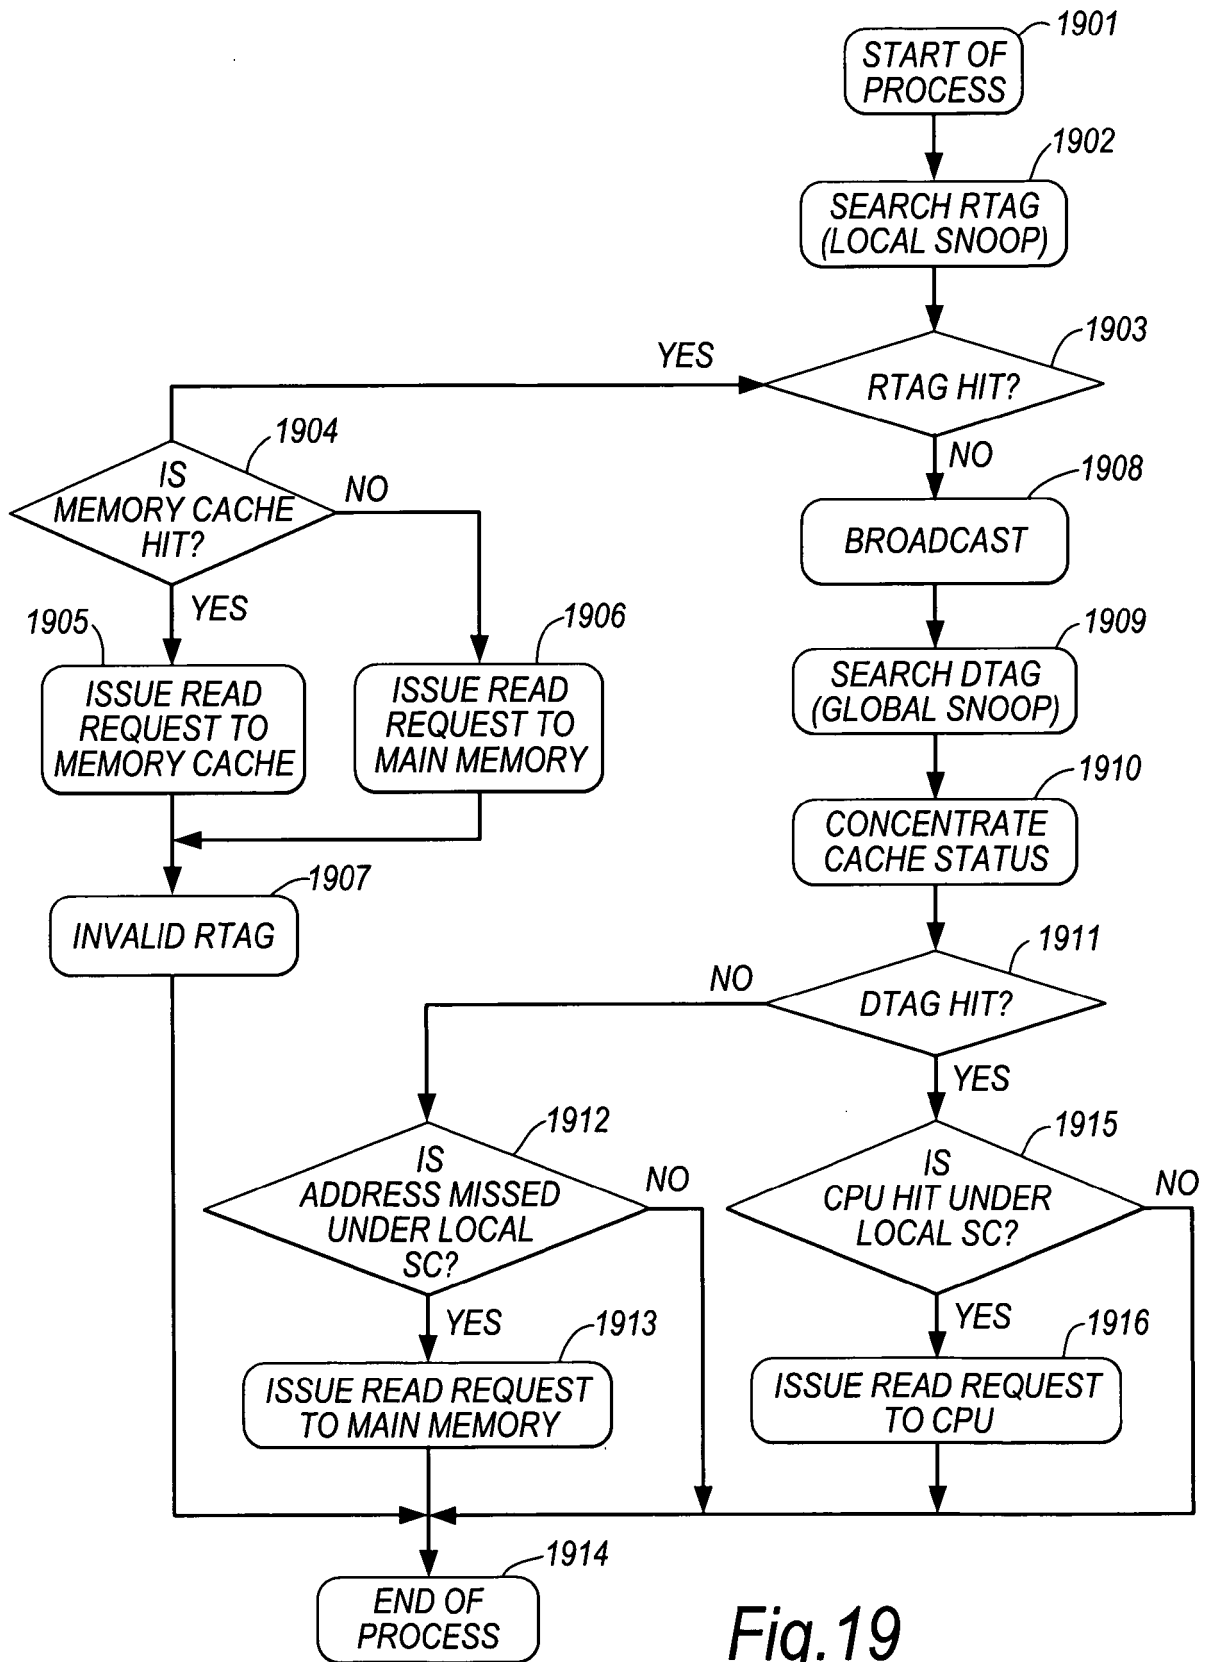 1901
START OF
PROCESS
1902
SEARCH RTAG
(LOCAL SNOOP)
1903
YES
RTAG HIT?
NO
1904
IS
MEMORY CACHE
HIT?
NO
YES
1908
BROADCAST
1905
ISSUE READ
REQUEST TO
MEMORY CACHE
1906
ISSUE READ
REQUEST TO
MAIN MEMORY
1909
SEARCH DTAG
(GLOBAL SNOOP)
1910
CONCENTRATE
CACHE STATUS
1907
INVALID RTAG
1911
NO
DTAG HIT?
YES
1912
IS
ADDRESS MISSED
UNDER LOCAL
SC?
NO
YES
1915
IS
CPU HIT UNDER
LOCAL SC?
NO
YES
1913
ISSUE READ REQUEST
TO MAIN MEMORY
1916
ISSUE READ REQUEST
TO CPU
1914
END OF
PROCESS
Fig.19